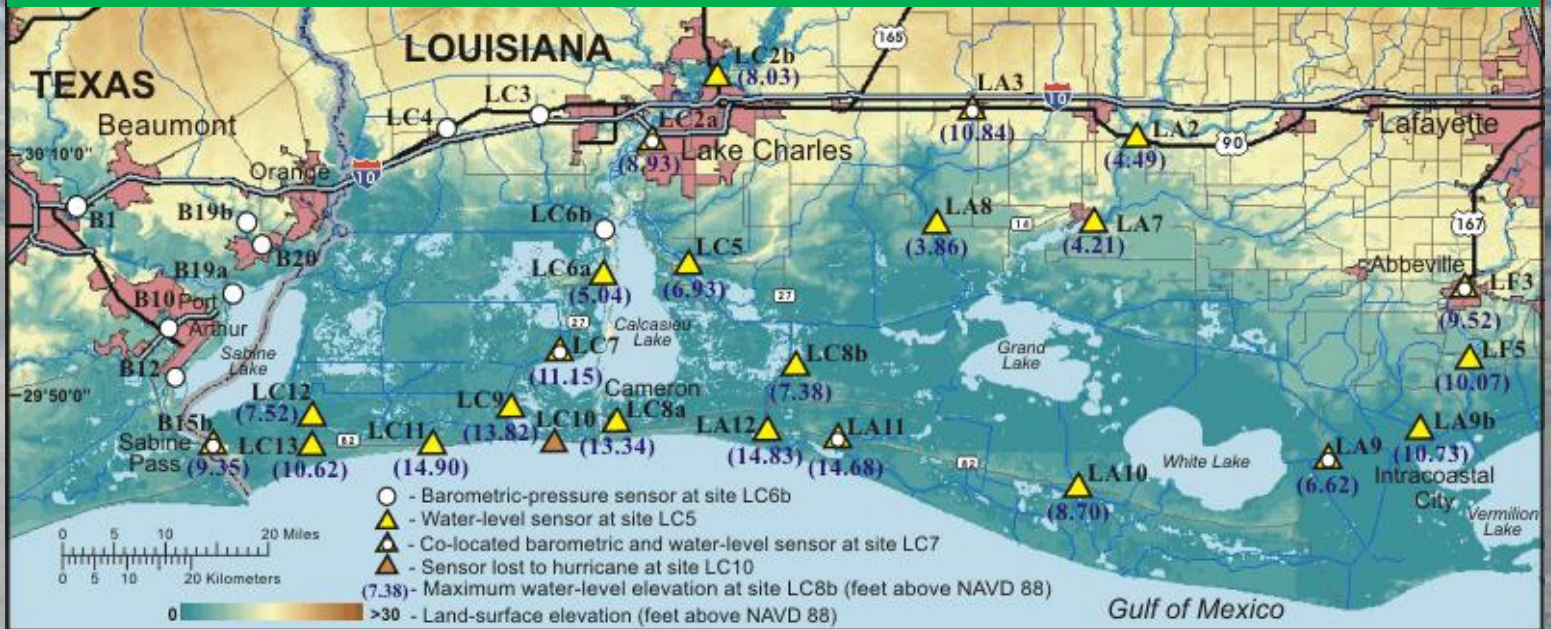 LOUISIANA
165
LC2b
(8.03)
TEXAS
LC3
LA3
10
Beaumont
LC4
LC2a
(10.84)
LA2
Lafayette
30°10'0"
(8.93)
Lake Charles
(4.49)
90
Orange
10
B1
B19b
LC6b
LA8
14
LA7
167
B20
LC5
(3.86)
(4.21)
B19a
LC6a
Abbeville
B10
Port
Arthur
(5.04)
(6.93)
27
LF3
(9.52)
27
Calcasieu
Lake
Sabine
Lake
LC7
Grand
Lake
LF5
B12
(11.15)
LC8b
(10.07)
29°50'0"
LC12
Cameron
(7.38)
(7.52)
LC9
LC10
LC8a
B15b
LC11
LA12
LA11
LA9b
Sabine
Pass
LC13
82
(13.82)
(13.34)
LA9
(10.73)
(9.35)
(10.62)
(14.90)
(14.83)
(14.68)
82
White Lake
Intracoastal
City
LA10
(6.62)
(8.70)
Vermilion
Lake
- Barometric-pressure sensor at site LC6b
- Water-level sensor at site LC5
0 5 10 20 Miles
- Co-located barometric and water-level sensor at site LC7
- Sensor lost to hurricane at site LC10
0 5 10 20 Kilometers
(7.38)- Maximum water-level elevation at site LC8b (feet above NAVD 88)
0 >30 - Land-surface elevation (feet above NAVD 88)
Gulf of Mexico